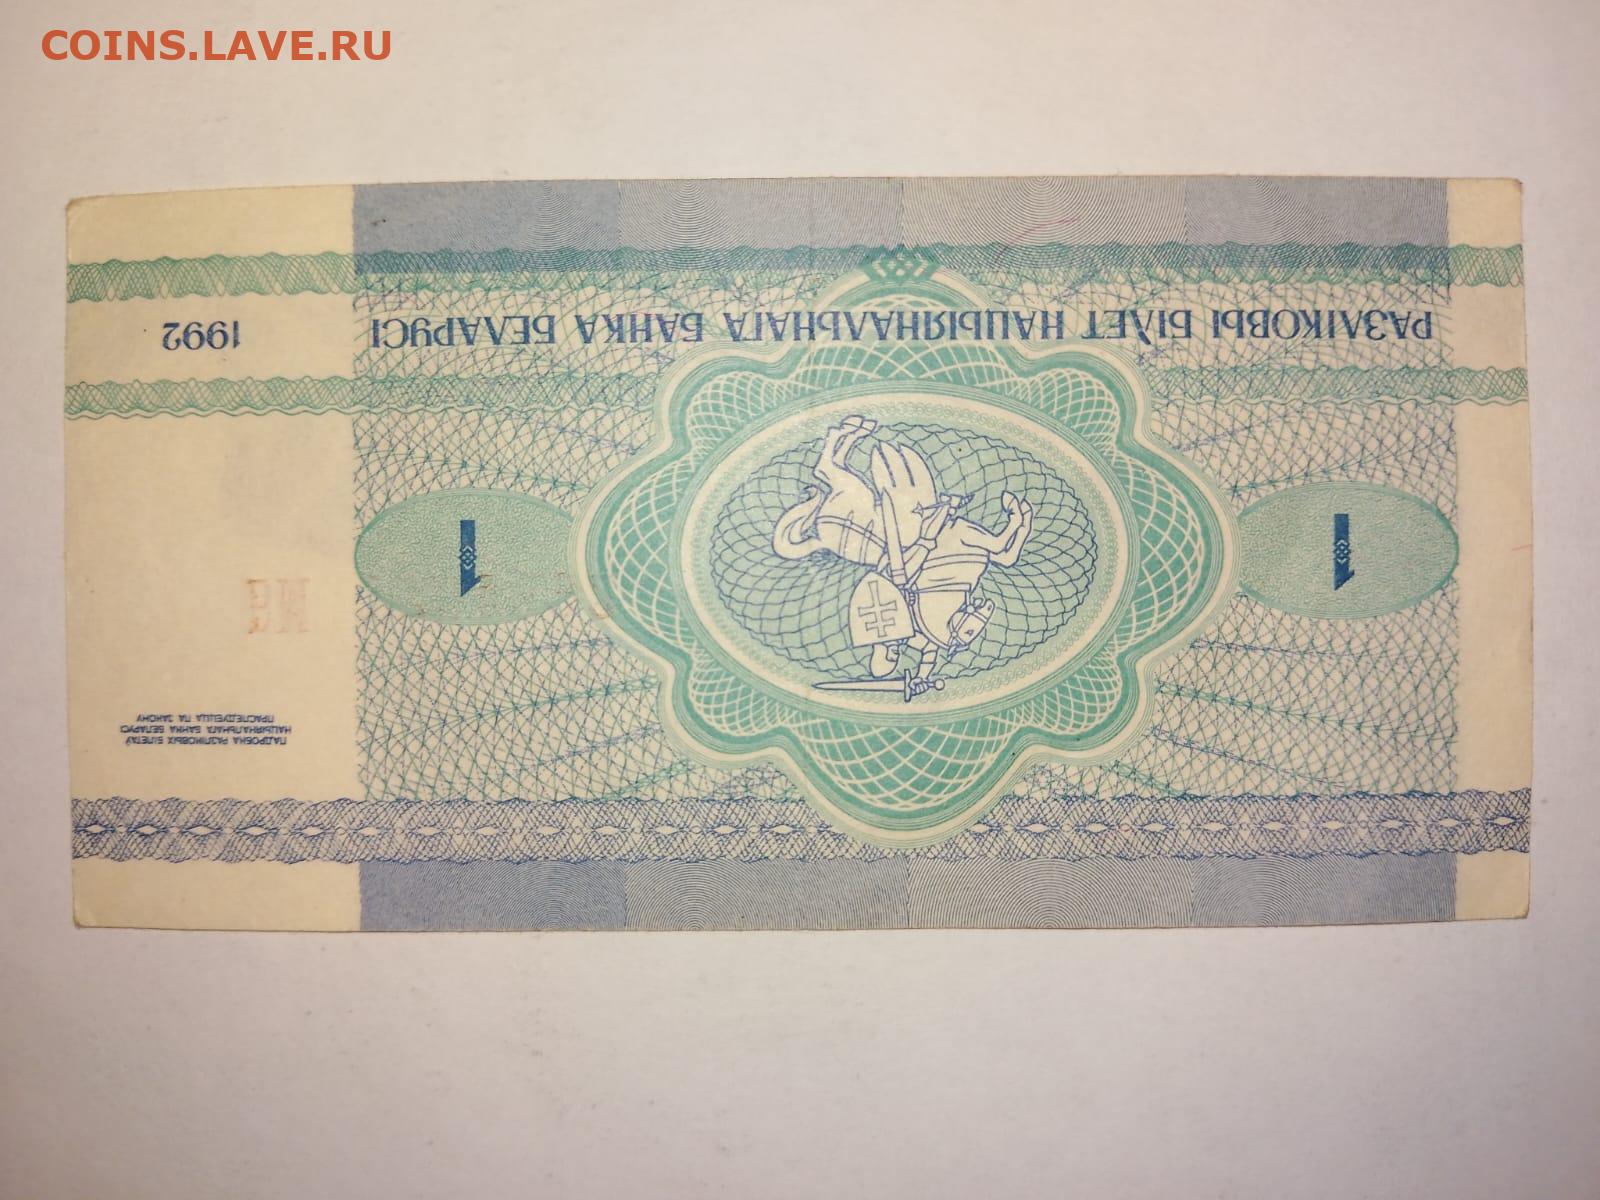 COINS.LAVE.RU
РАЗЛІКОВЫ БІЛЕТ НАЦЫЯНАЛЬНАГА БАНКА БЕЛАРУСІ
1992
1
1
ПАДРОБКА РАЗЛІКОВЫХ БІЛЕТАЎ
НАЦЫЯНАЛЬНАГА БАНКА БЕЛАРУСІ
ПРАСЛЕДУЕЦЦА ПА ЗАКОНУ